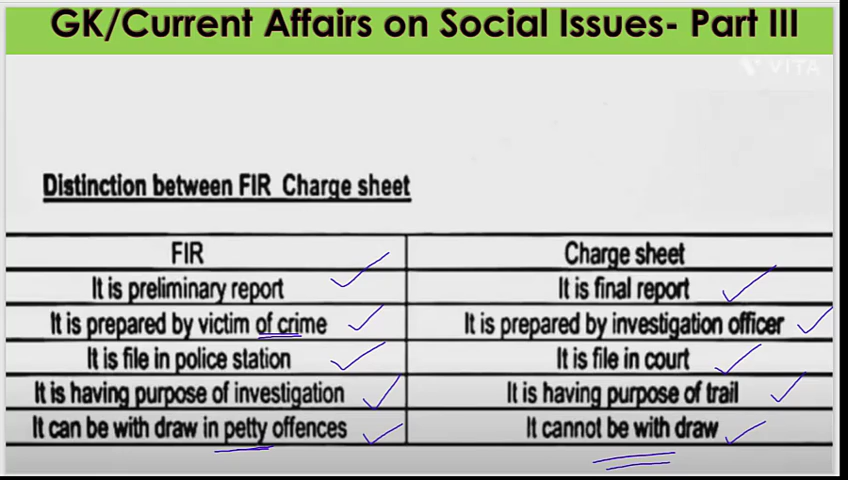 GK/Current Affairs on Social Issues- Part III
VITA
Distinction between FIR Charge sheet
FIR Charge sheet
It is preliminary report It is final report
It is prepared by victim of crime It is prepared by investigation officer
It is file in police station It is file in court
It is having purpose of investigation It is having purpose of trail
It can be with draw in petty offences It cannot be with draw